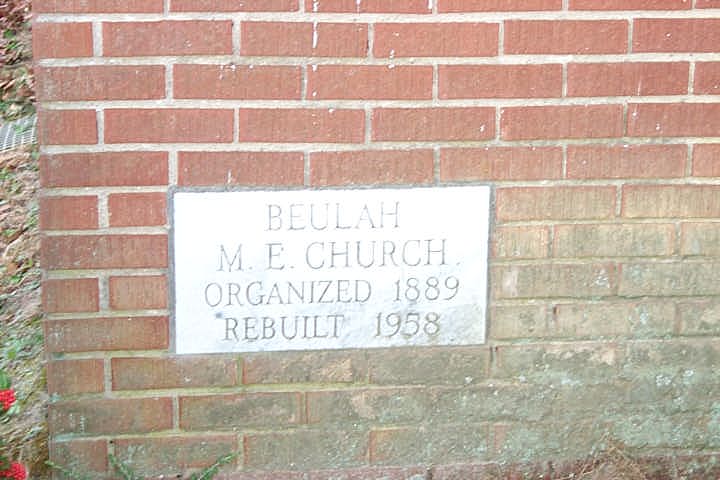 BEULAH
M. E. CHURCH.
ORGANIZED 1889
REBUILT 1958